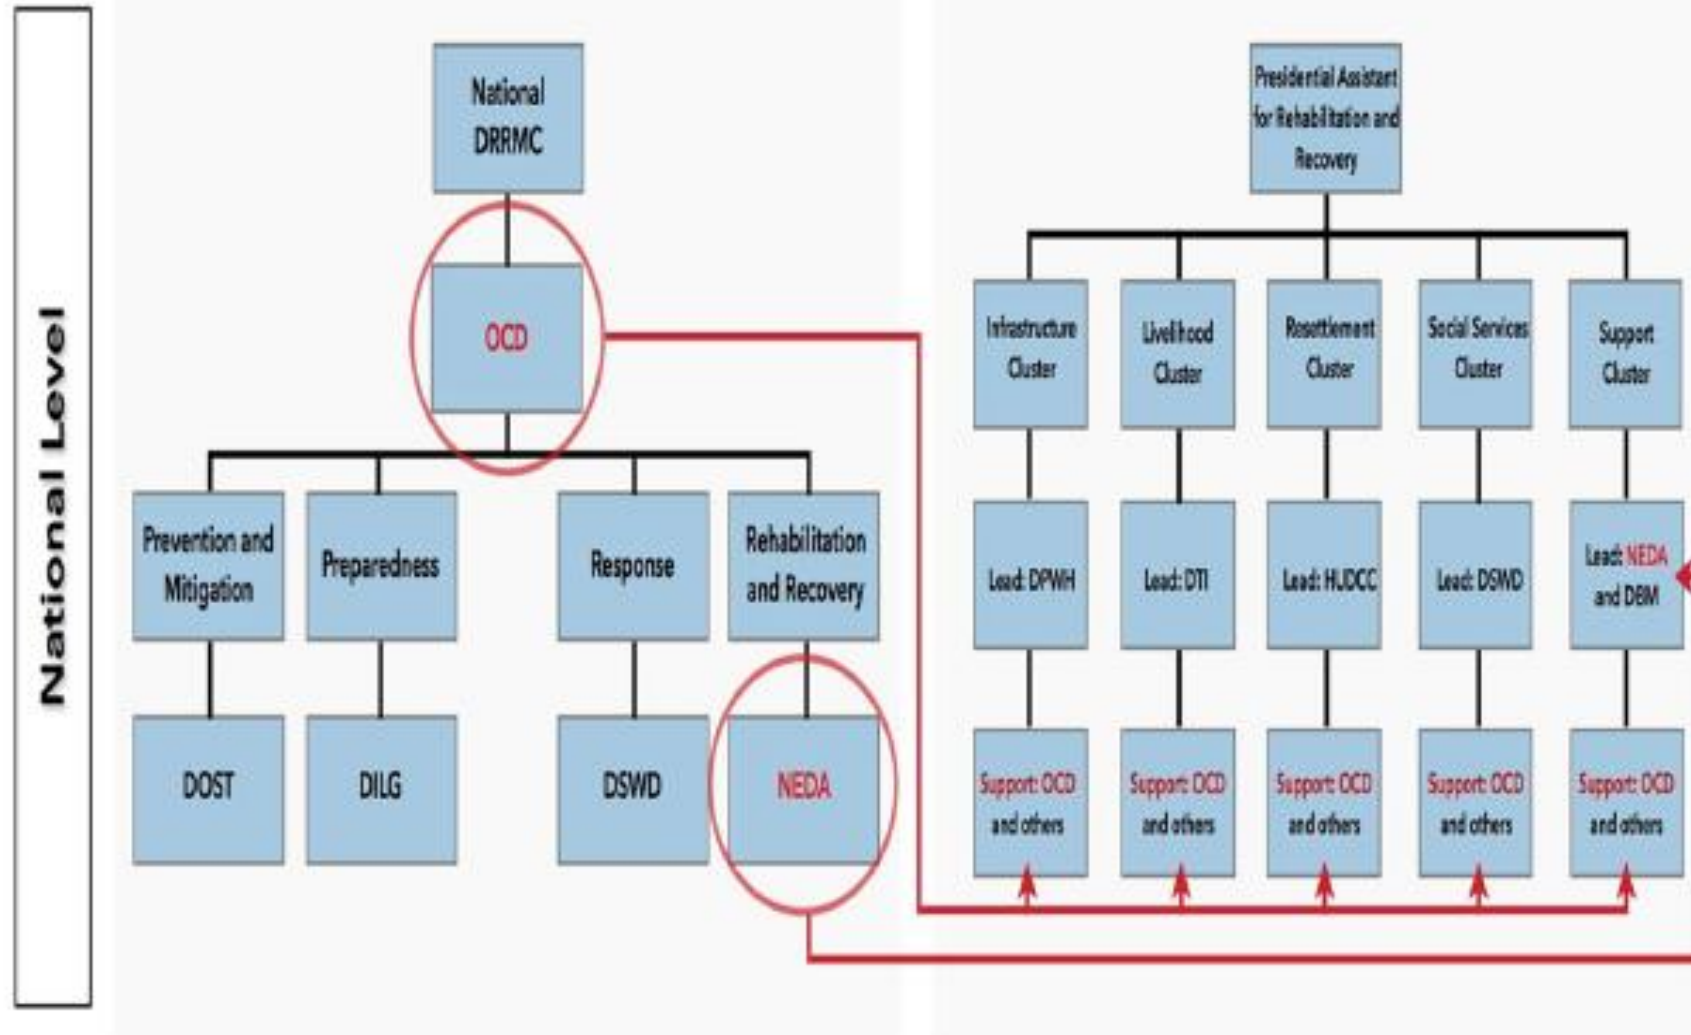 National Level
National
DRRMC
OCD
Prevention and
Mitigation
Preparedness
Response
Rehabilitation
and Recovery
DOST
DILG
DSWD
NEDA
Presidential Assistant
for Rehabilitation and
Recovery
Infrastructure
Cluster
Livelihood
Cluster
Resettlement
Cluster
Social Services
Cluster
Support
Cluster
Lead: DPWH
Lead: DTI
Lead: HUDCC
Lead: DSWD
Lead: NEDA
and DBM
Support: OCD
and others
Support: OCD
and others
Support: OCD
and others
Support: OCD
and others
Support: OCD
and others